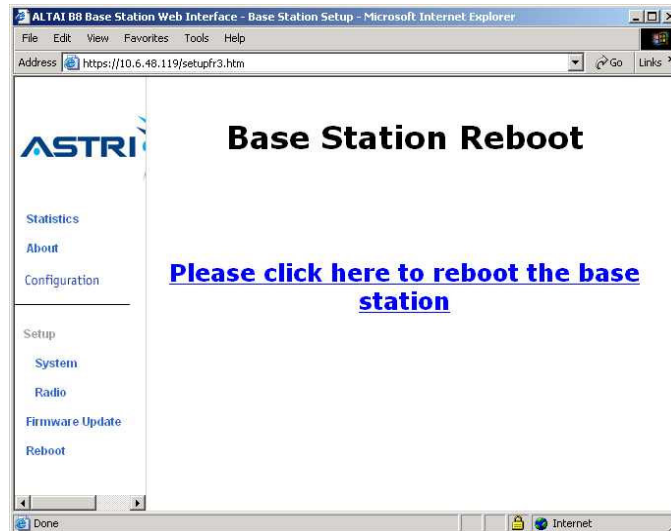 ALTAI B8 Base Station Web Interface - Base Station Setup - Microsoft Internet Explorer
File Edit View Favorites Tools Help
Address https://10.6.48.119/setupfr3.htm Go Links
ASTRI
Base Station Reboot
Statistics
About
Configuration
Please click here to reboot the base
station
Setup
System
Radio
Firmware Update
Reboot
Done Internet